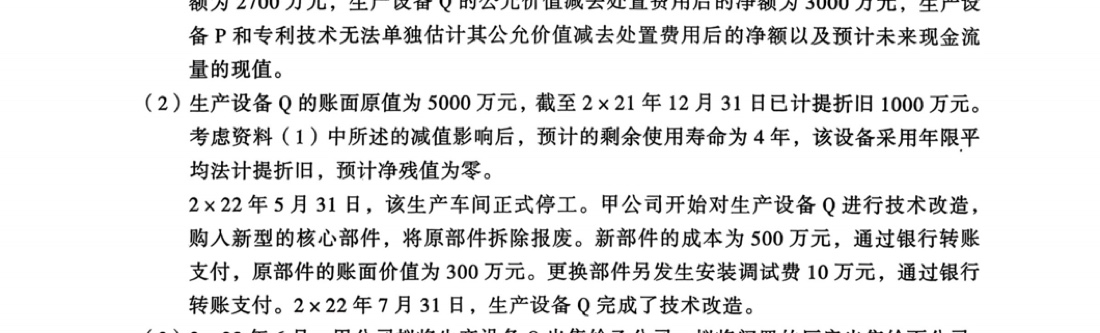 额为 2700 万元，生产设备 Q 的公允价值减去处置费用后的净额为 3000 万元，生产设
备 P 和专利技术无法单独估计其公允价值减去处置费用后的净额以及预计未来现金流
量的现值。
（2）生产设备 Q 的账面原值为 5000 万元，截至 2×21 年 12 月 31 日已计提折旧 1000 万元。
考虑资料（1）中所述的减值影响后，预计的剩余使用寿命为 4 年，该设备采用年限平
均法计提折旧，预计净残值为零。
2×22 年 5 月 31 日，该生产车间正式停工。甲公司开始对生产设备 Q 进行技术改造，
购入新型的核心部件，将原部件拆除报废。新部件的成本为 500 万元，通过银行转账
支付，原部件的账面价值为 300 万元。更换部件另发生安装调试费 10 万元，通过银行
转账支付。2×22 年 7 月 31 日，生产设备 Q 完成了技术改造。